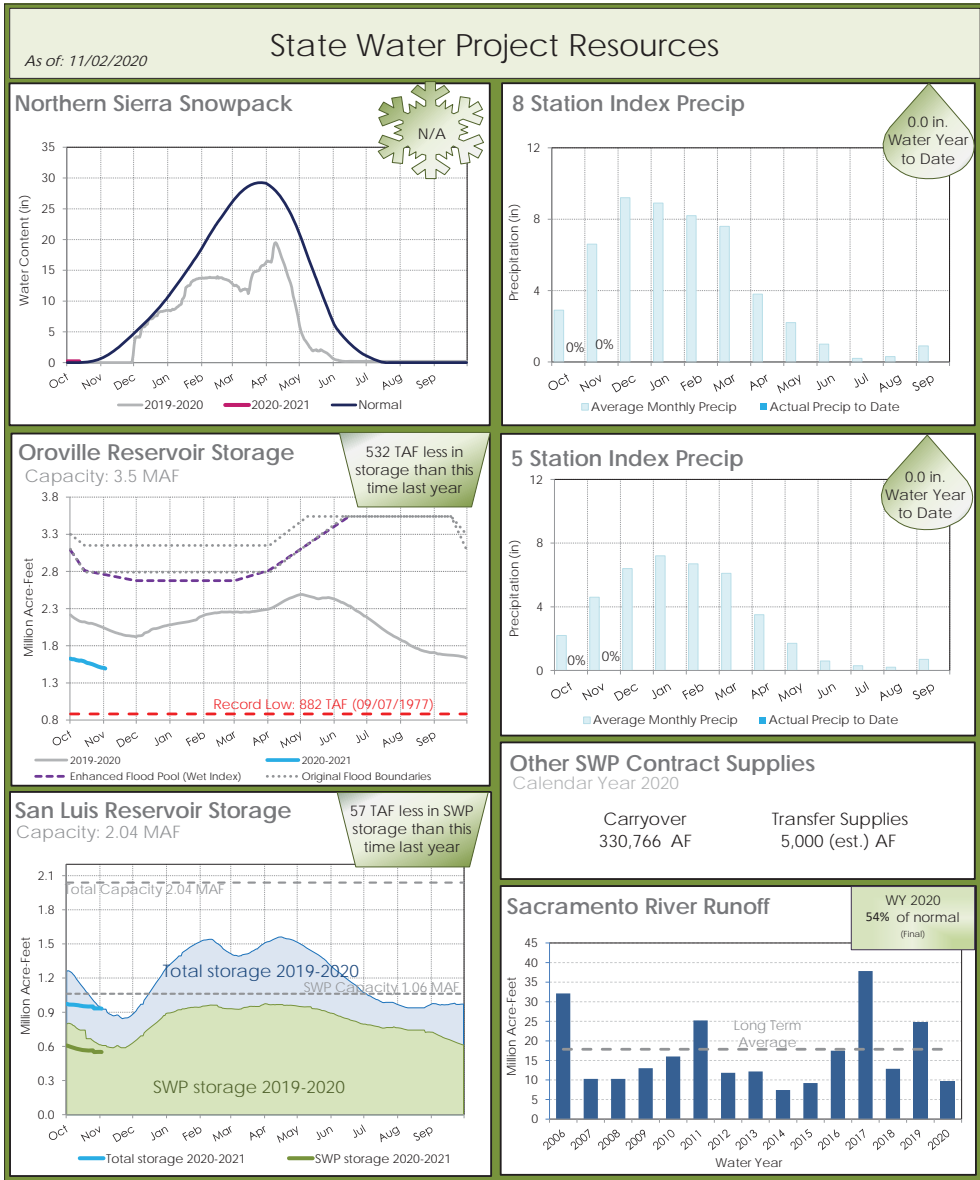 State Water Project Resources
As of: 11/02/2020
Northern Sierra Snowpack
N/A
35
30
25
20
15
10
5
0
Water Content (in)
Oct Nov Dec Jan Feb Mar Apr May Jun Jul Aug Sep
2019-2020 2020-2021 Normal
8 Station Index Precip
0.0 in.
Water Year
to Date
12
8
4
0
Precipitation (in)
0% 0%
Oct Nov Dec Jan Feb Mar Apr May Jun Jul Aug Sep
Average Monthly Precip Actual Precip to Date
Oroville Reservoir Storage
Capacity: 3.5 MAF
532 TAF less in
storage than this
time last year
3.8
3.3
2.8
2.3
1.8
1.3
0.8
Million Acre-Feet
Record Low: 882 TAF (09/07/1977)
Oct Nov Dec Jan Feb Mar Apr May Jun Jul Aug Sep
2019-2020 2020-2021
Enhanced Flood Pool (Wet Index) Original Flood Boundaries
5 Station Index Precip
0.0 in.
Water Year
to Date
12
8
4
0
Precipitation (in)
0% 0%
Oct Nov Dec Jan Feb Mar Apr May Jun Jul Aug Sep
Average Monthly Precip Actual Precip to Date
Other SWP Contract Supplies
Calendar Year 2020
Carryover Transfer Supplies
330,766 AF 5,000 (est.) AF
San Luis Reservoir Storage
Capacity: 2.04 MAF
57 TAF less in SWP
storage than this
time last year
2.1
1.8
1.5
1.2
0.9
0.6
0.3
0.0
Million Acre-Feet
Total Capacity 2.04 MAF
Total storage 2019-2020
SWP Capacity 1.06 MAF
SWP storage 2019-2020
Oct Nov Dec Jan Feb Mar Apr May Jun Jul Aug Sep
Total storage 2020-2021 SWP storage 2020-2021
Sacramento River Runoff
WY 2020
54% of normal
(Final)
45
40
35
30
25
20
15
10
5
0
Million Acre-Feet
Long Term
Average
2006 2007 2008 2009 2010 2011 2012 2013 2014 2015 2016 2017 2018 2019 2020
Water Year